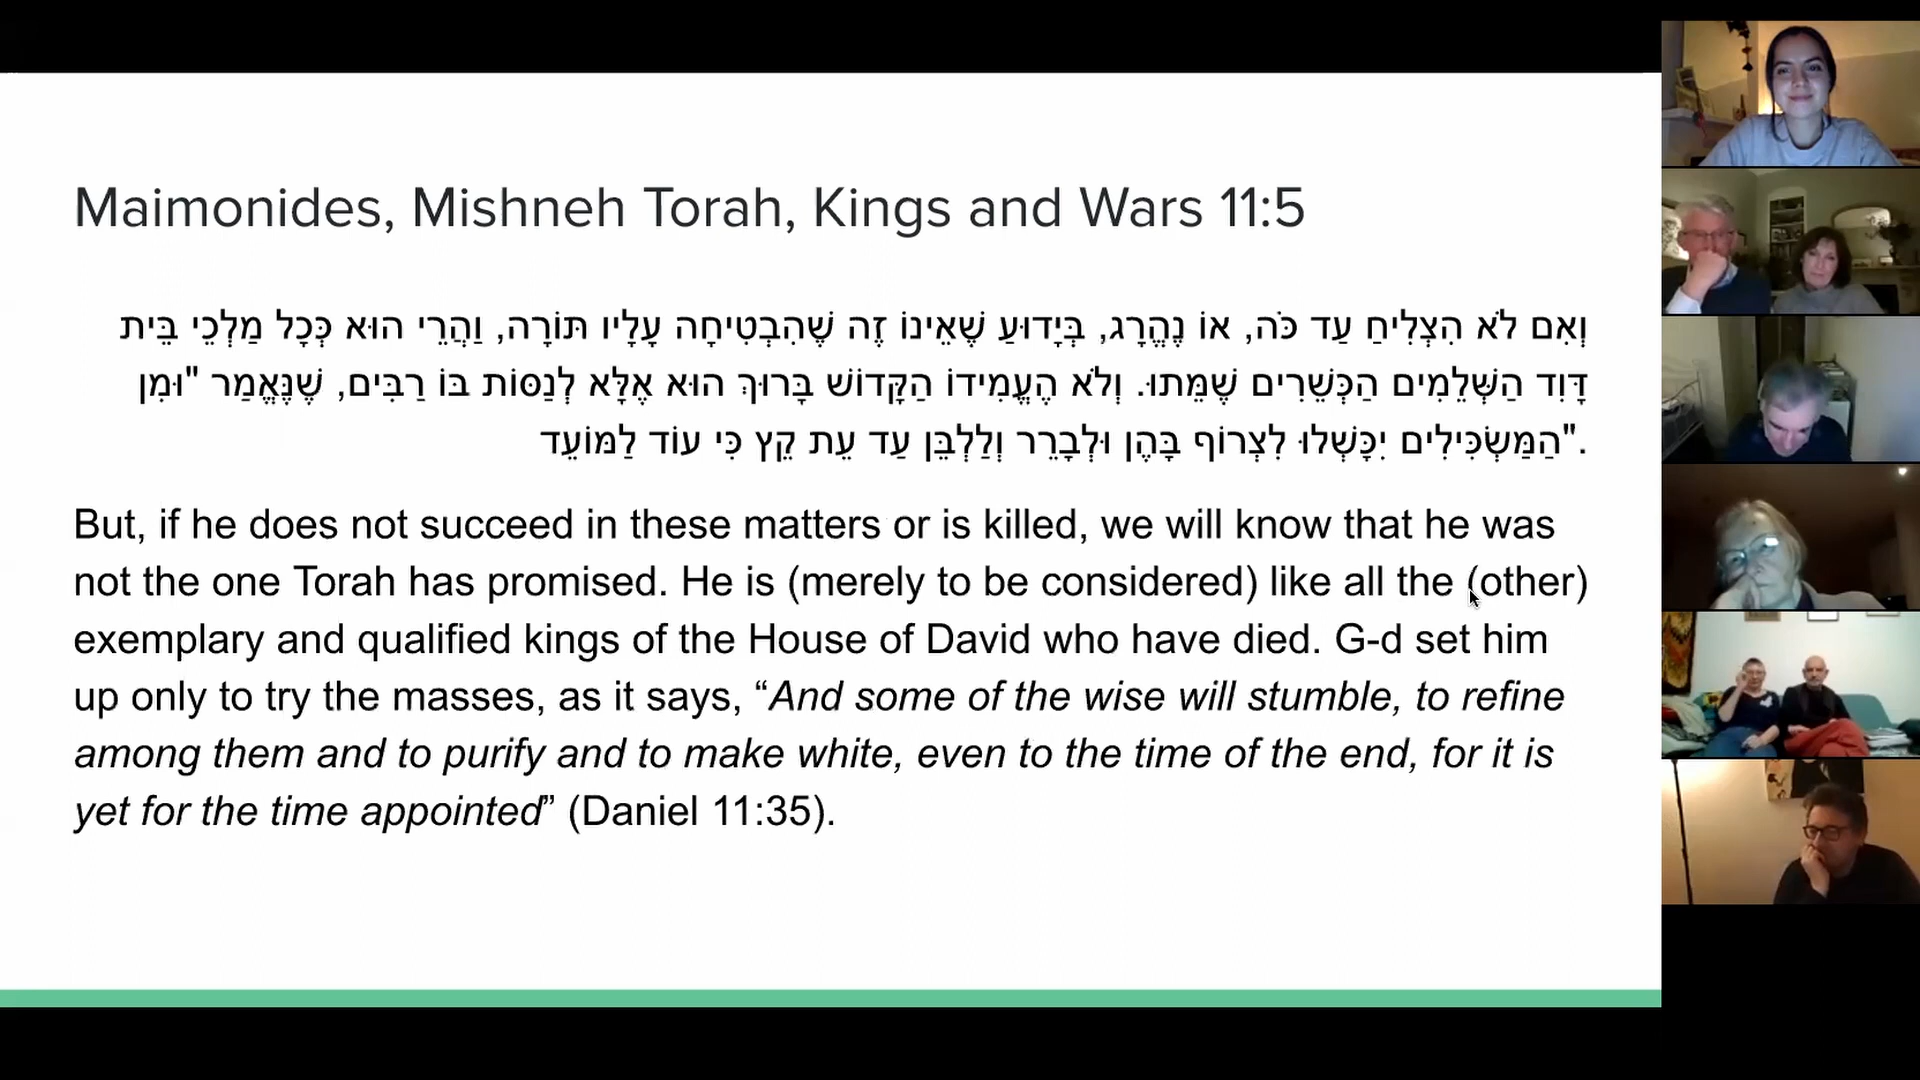 Maimonides, Mishneh Torah, Kings and Wars 11:5
וְאִם לֹא הִצְלִיחַ עַד כֹּה, אוֹ נֶהֱרָג, בְּיָדוּעַ שֶׁאֵינוֹ זֶה שֶׁהִבְטִיחָה עָלָיו תּוֹרָה, וַהֲרֵי הוּא כְּכָל מַלְכֵי בֵּית
דָּוִד הַשְּׁלֵמִים הַכְּשֵׁרִים שֶׁמֵּתוּ. וְלֹא הֶעֱמִידוֹ הַקָּדוֹשׁ בָּרוּךְ הוּא אֶלָּא לְנַסּוֹת בּוֹ רַבִּים, שֶׁנֶּאֱמַר "וּמִן
."הַמַּשְׂכִּילִים יִכָּשְׁלוּ לִצְרוֹף בָּהֶן וּלְבָרֵר וְלַלְבֵּן עַד עֵת קֵץ כִּי עוֹד לַמּוֹעֵד
But, if he does not succeed in these matters or is killed, we will know that he was
not the one Torah has promised. He is (merely to be considered) like all the (other)
exemplary and qualified kings of the House of David who have died. G-d set him
up only to try the masses, as it says, “And some of the wise will stumble, to refine
among them and to purify and to make white, even to the time of the end, for it is
yet for the time appointed” (Daniel 11:35).